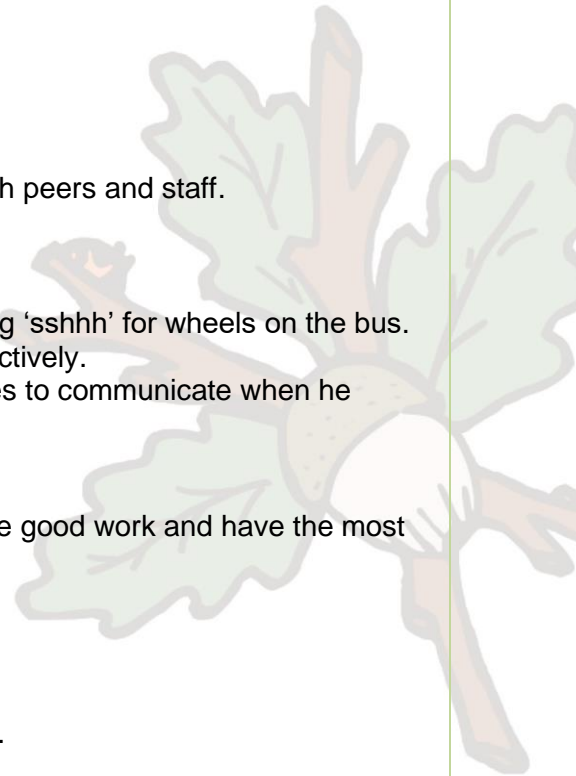 h peers and staff.
g ‘sshhh’ for wheels on the bus.
ctively.
es to communicate when he
e good work and have the most
.